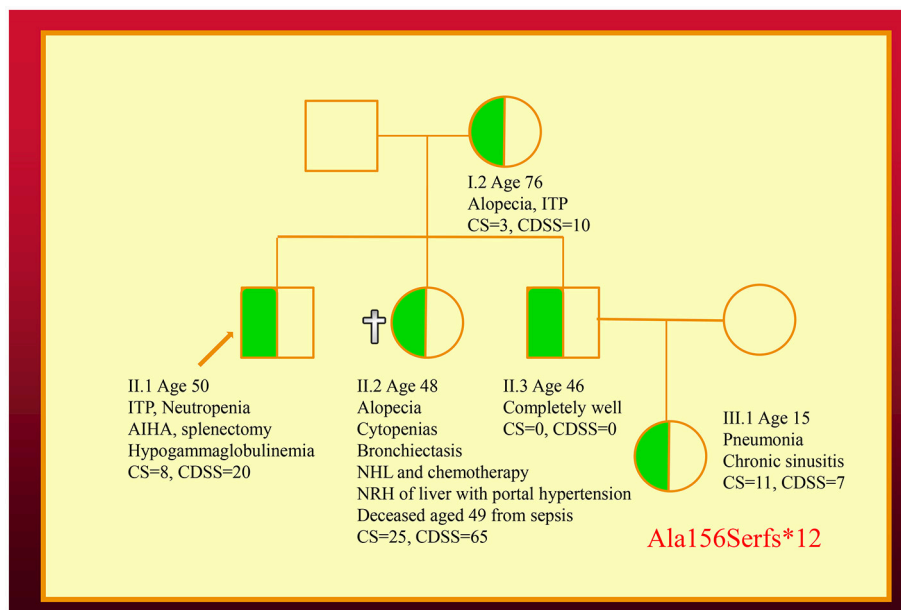 I.2 Age 76
Alopecia, ITP
CS=3, CDSS=10
II.1 Age 50
ITP, Neutropenia
AIHA, splenectomy
Hypogammaglobulinemia
CS=8, CDSS=20
II.2 Age 48
Alopecia
Cytopenias
Bronchiectasis
NHL and chemotherapy
NRH of liver with portal hypertension
Deceased aged 49 from sepsis
CS=25, CDSS=65
II.3 Age 46
Completely well
CS=0, CDSS=0
III.1 Age 15
Pneumonia
Chronic sinusitis
CS=11, CDSS=7
Ala156Serfs*12